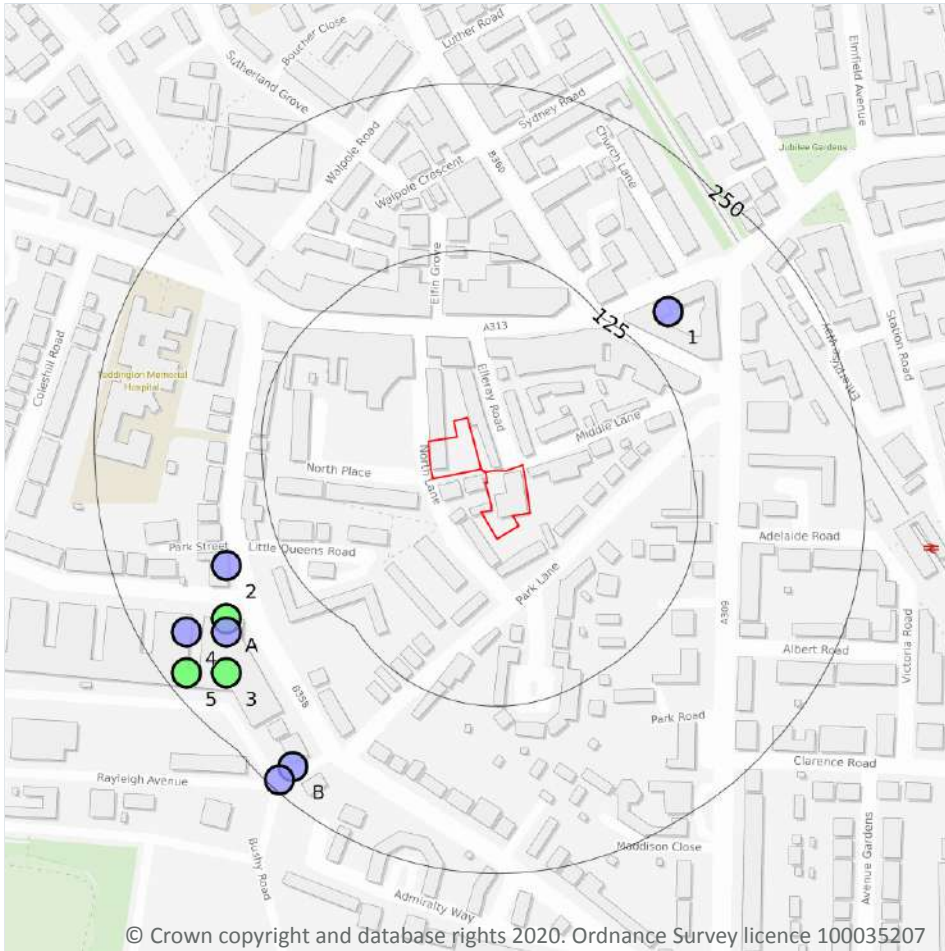 Luther Road
Boucher Close
Elmfield Avenue
Sutherland Grove
Sydney Road
Walpole Road
Church Lane
Jubilee Gardens
B360
Walpole Crescent
250
Elfin Grove
Station Road
A313
125
1
Coleshill Road
Teddington Memorial
Hospital
Elleray Road
Middle Lane
North Lane
North Place
Park Street
Little Queens Road
Adelaide Road
2
Park Lane
A309
A
4
Albert Road
Victoria Road
5
3
B358
Park Road
Clarence Road
Rayleigh Avenue
B
Bushy Road
Maddison Close
Avenue Gardens
Admiralty Way
© Crown copyright and database rights 2020. Ordnance Survey licence 100035207